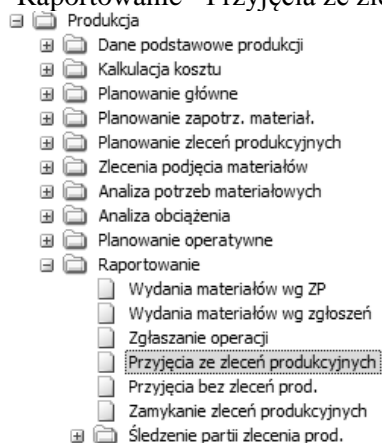 Raportowanie Przyjęcia ze
Produkcja
Dane podstawowe produkcji
Kalkulacja kosztu
Planowanie główne
Planowanie zapotrz. materiał.
Planowanie zleceń produkcyjnych
Zlecenia podjęcia materiałów
Analiza potrzeb materiałowych
Analiza obciążenia
Planowanie operatywne
Raportowanie
Wydania materiałów wg ZP
Wydania materiałów wg zgłoszeń
Zgłaszanie operacji
Przyjęcia ze zleceń produkcyjnych
Przyjęcia bez zleceń prod.
Zamykanie zleceń produkcyjnych
Śledzenie partii zlecenia prod.